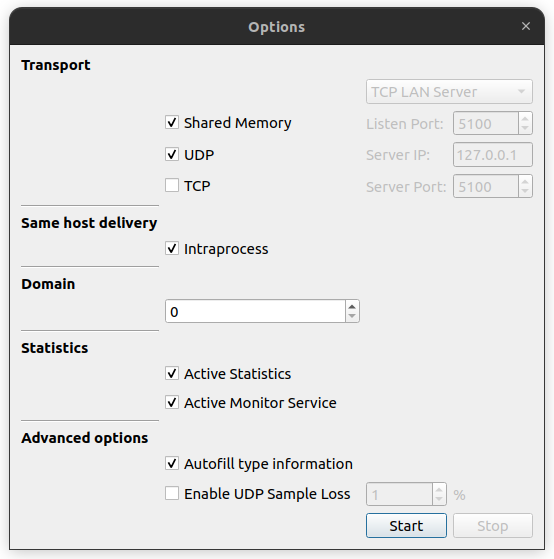 Options
Transport
TCP LAN Server
Shared Memory Listen Port: 5100
UDP Server IP: 127.0.0.1
TCP Server Port: 5100
Same host delivery
Intraprocess
Domain
0
Statistics
Active Statistics
Active Monitor Service
Advanced options
Autofill type information
Enable UDP Sample Loss 1 %
Start Stop